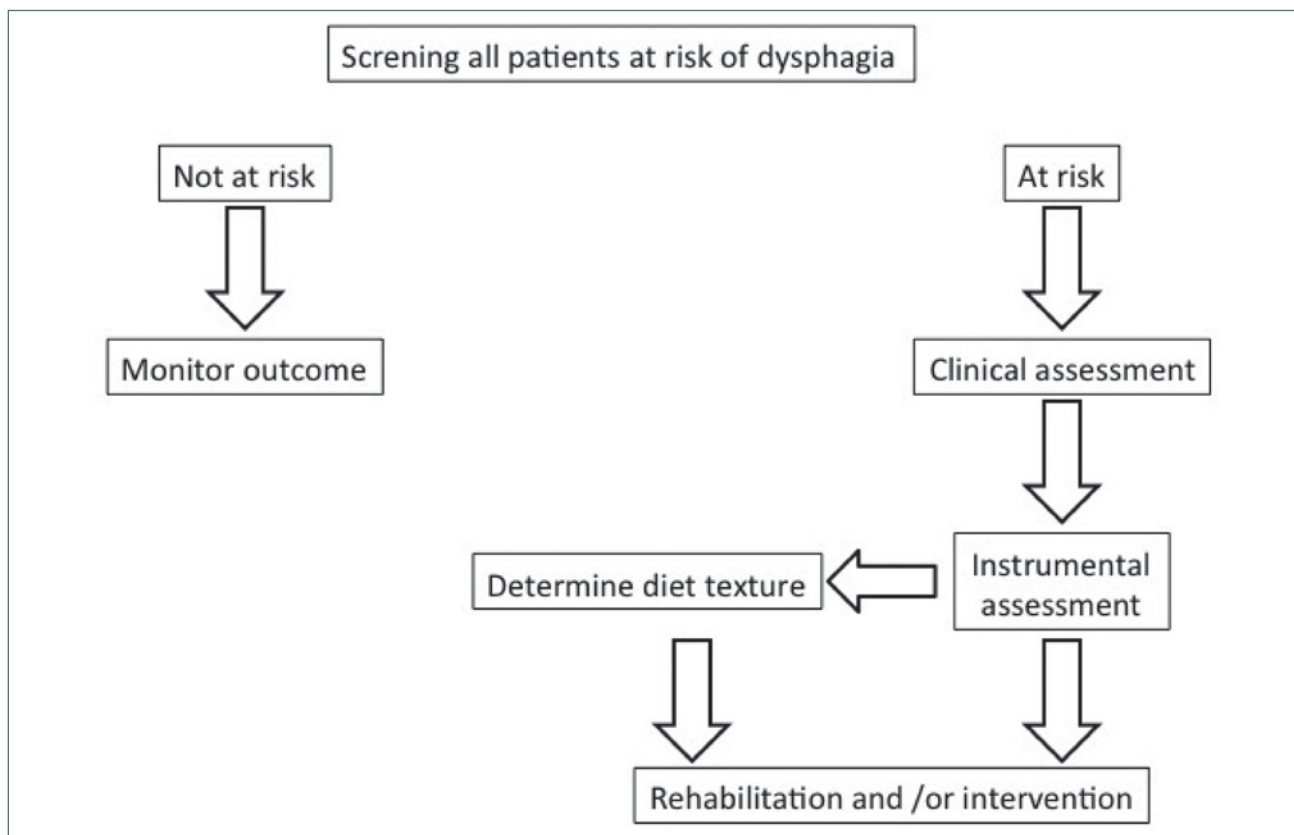 Screning all patients at risk of dysphagia
Not at risk
At risk
Monitor outcome
Clinical assessment
Determine diet texture
Instrumental
assessment
Rehabilitation and /or intervention